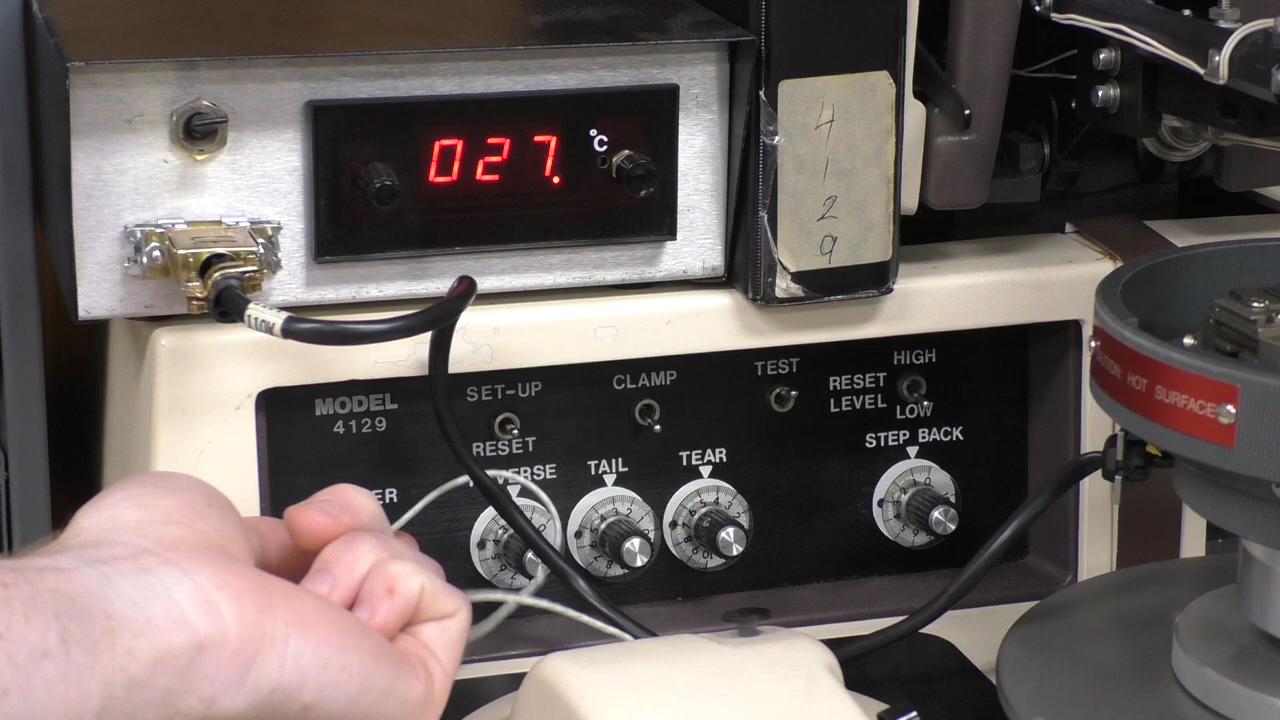 027.
°C
4
1
2
9
CAUTION: HOT SURFACE
MODEL
4129
SET-UP
RESET
CLAMP
TEST
HIGH
RESET
LEVEL
LOW
STEP BACK
TAIL
TEAR